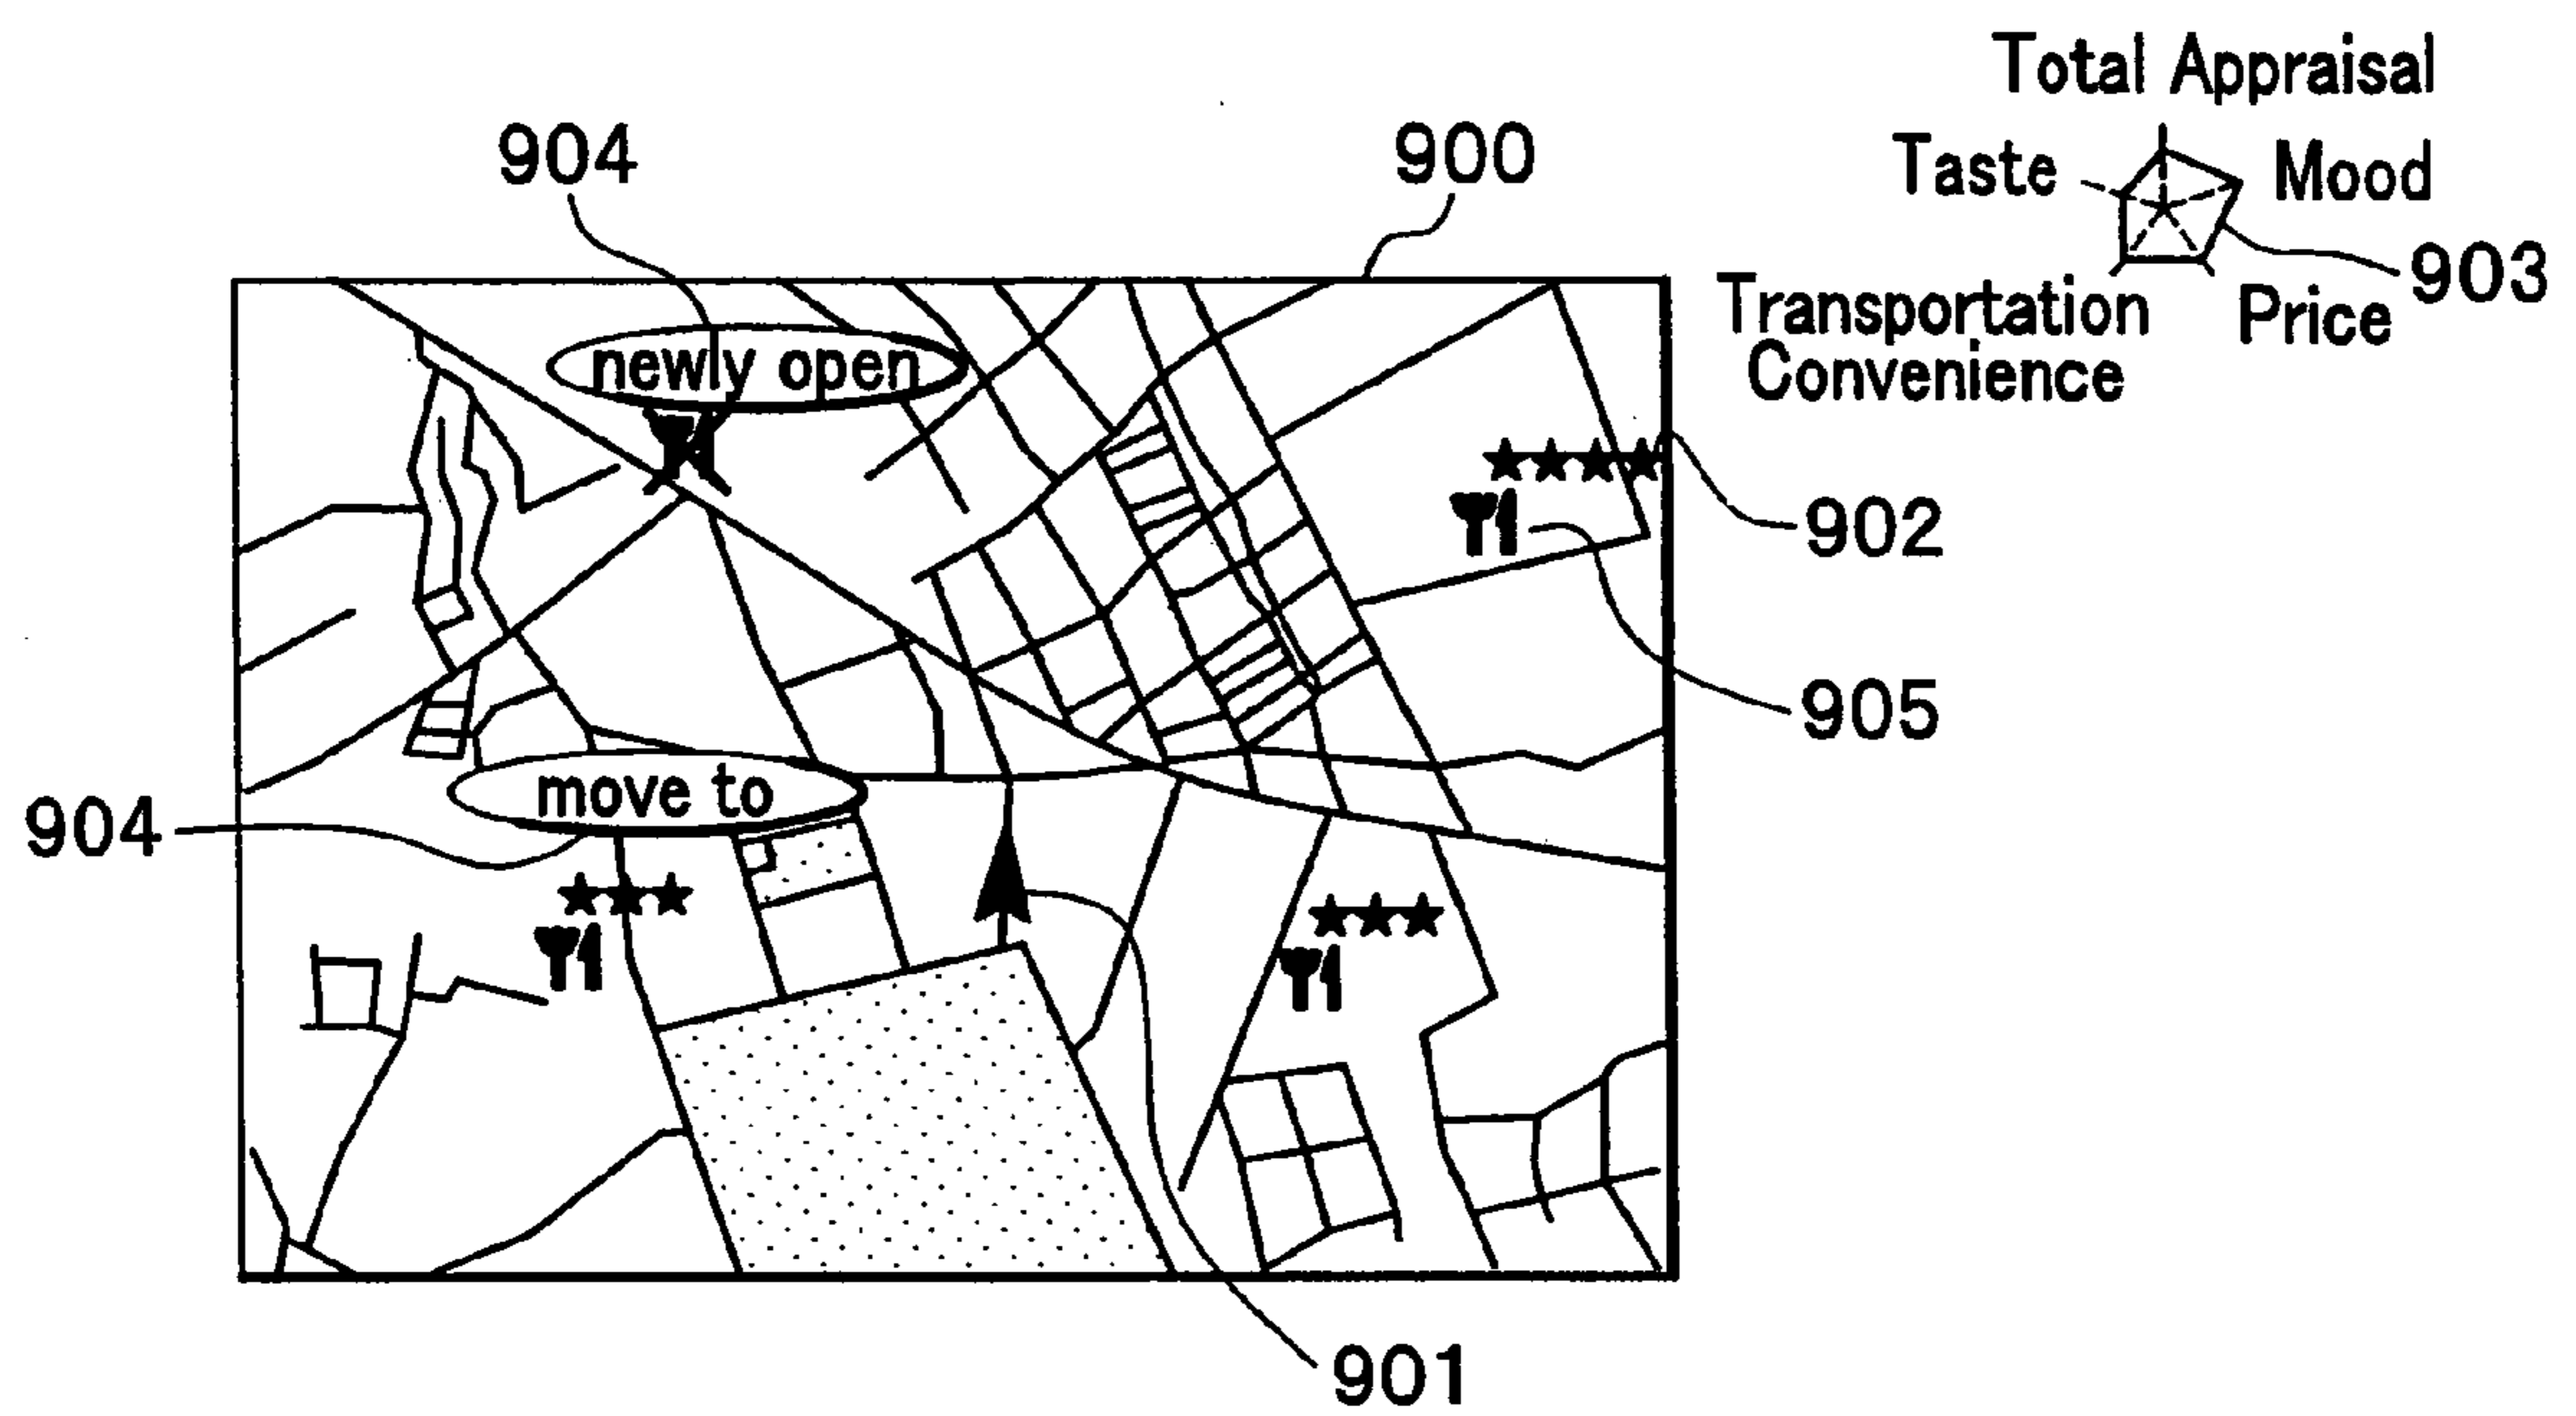 Total Appraisal
904
900
Taste
Mood
903
Transportation
Convenience
Price
newly open
902
905
move to
904
901